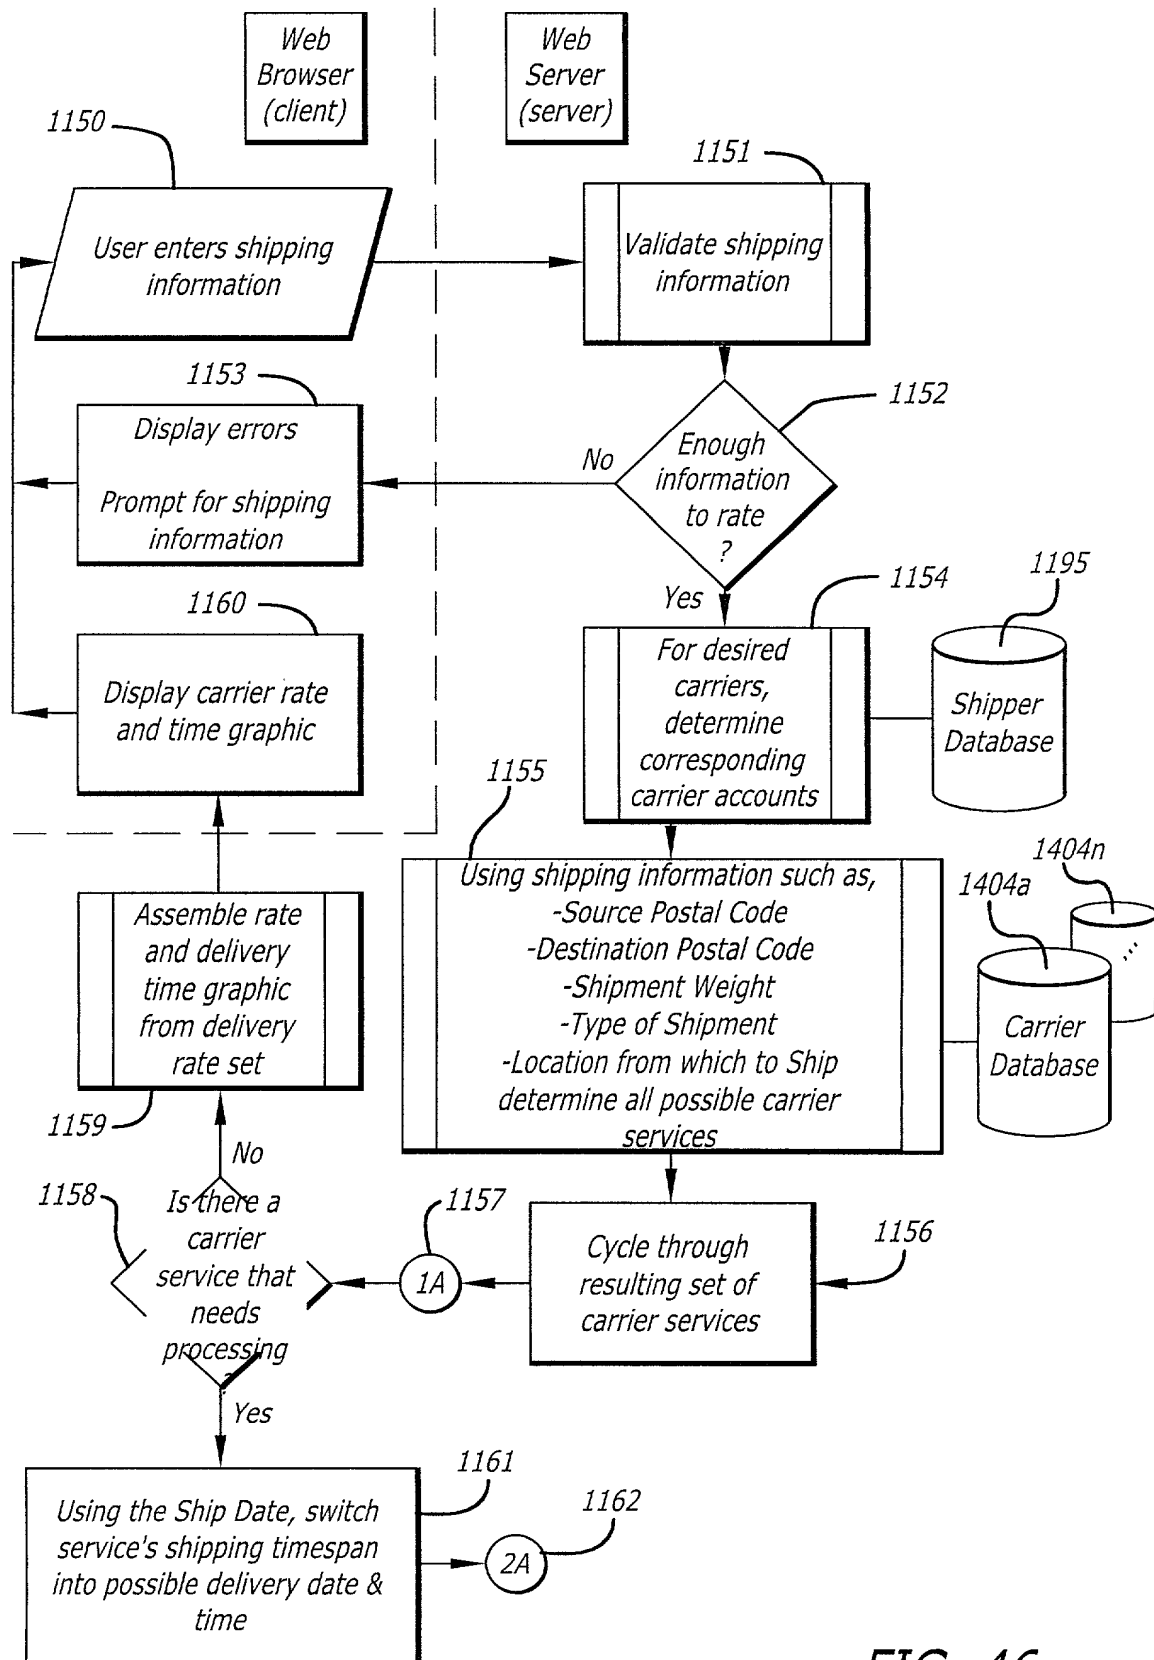 Web
Browser
(client)
Web
Server
(server)
1150
1151
User enters shipping
information
Validate shipping
information
1153
1152
Display errors
Prompt for shipping
information
No
Enough
information
to rate
?
Yes
1154
1195
1160
Display carrier rate
and time graphic
For desired
carriers,
determine
corresponding
carrier accounts
Shipper
Database
1155
1404n
1404a
Using shipping information such as,
-Source Postal Code
-Destination Postal Code
-Shipment Weight
-Type of Shipment
-Location from which to Ship
determine all possible carrier
services
Carrier
Database
Assemble rate
and delivery
time graphic
from delivery
rate set
1159
No
1158
Is there a
carrier
service that
needs
processing
?
1157
1A
1156
Cycle through
resulting set of
carrier services
Yes
1161
Using the Ship Date, switch
service's shipping timespan
into possible delivery date &
time
1162
2A
FIG. 46